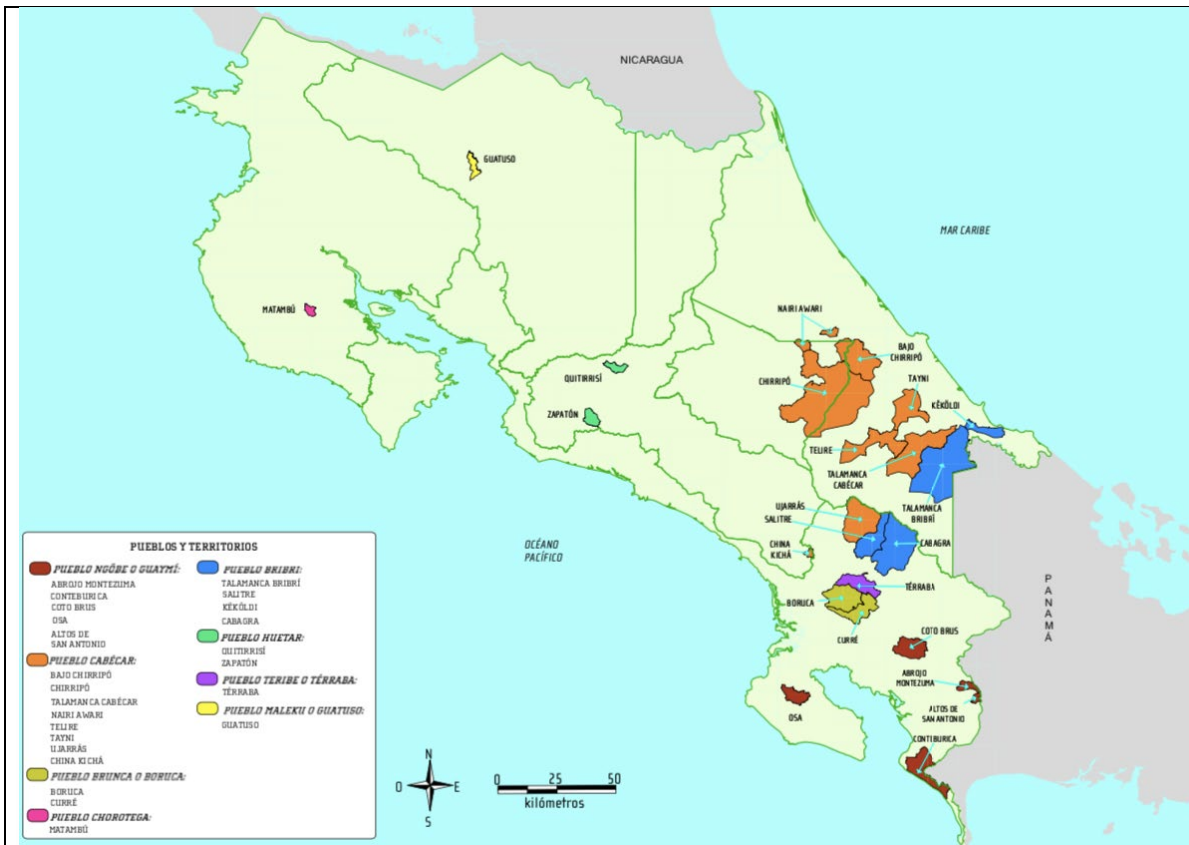 NICARAGUA
GUATUSO
MAR CARIBE
MATAMBÚ
NAIRI AWARI
BAJO
CHIRRIPÓ
QUITIRRISÍ
CHIRRIPÓ
TAYNI
KÉKÖLDI
ZAPATÓN
TELIRE
TALAMANCA
CABÉCAR
UJARRÁS
SALITRE
TALAMANCA
BRIBRÍ
CHINA
KICHÁ
CABAGRA
OCÉANO
PACÍFICO
PANAMÁ
TÉRRABA
BORUCA
CURRÉ
COTO BRUS
ABROJO
MONTEZUMA
OSA
ALTOS DE
SAN ANTONIO
CONTIBURICA
PUEBLOS Y TERRITORIOS
PUEBLO NGÖBE O GUAYMÍ:
ABROJO MONTEZUMA
CONTEBURICA
COTO BRUS
OSA
ALTOS DE
SAN ANTONIO
PUEBLO CABÉCAR:
BAJO CHIRRIPÓ
CHIRRIPÓ
TALAMANCA CABÉCAR
NAIRI AWARI
TELIRE
TAYNI
UJARRÁS
CHINA KICHÁ
PUEBLO BRUNCA O BORUCA:
BORUCA
CURRÉ
PUEBLO CHOROTEGA:
MATAMBÚ
PUEBLO BRIBRI:
TALAMANCA BRIBRÍ
SALITRE
KÉKÖLDI
CABAGRA
PUEBLO HUETAR:
QUITIRRISÍ
ZAPATÓN
PUEBLO TERIBE O TÉRRABA:
TÉRRABA
PUEBLO MALEKU O GUATUSO:
GUATUSO
N
O E
S
0 25 50
kilómetros